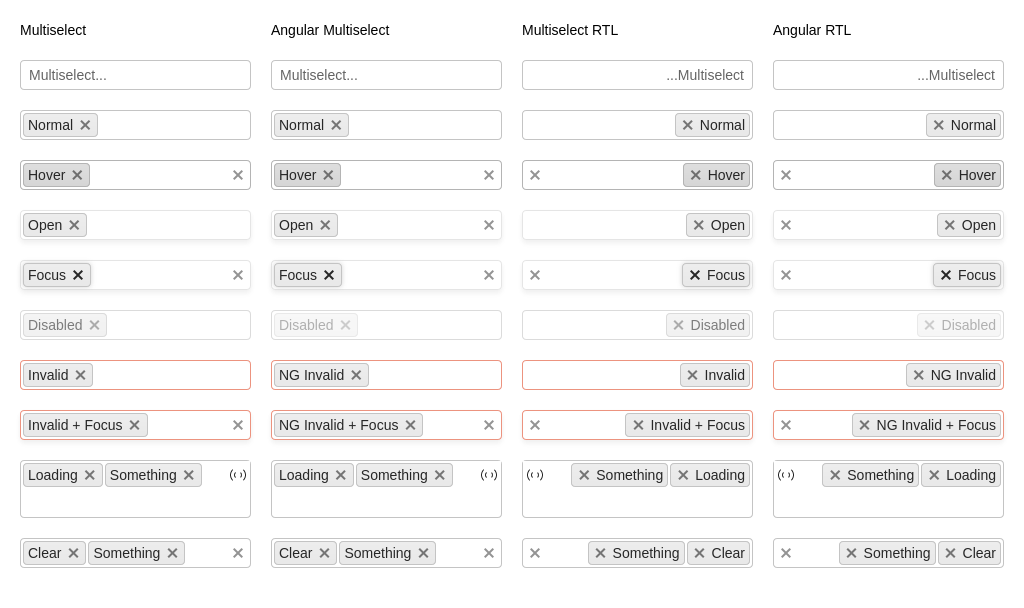 Multiselect Angular Multiselect Multiselect RTL Angular RTL
Multiselect... Multiselect... ...Multiselect ...Multiselect
Normal Normal Normal Normal
Hover Hover Hover Hover
Open Open Open Open
Focus Focus Focus Focus
Disabled Disabled Disabled Disabled
Invalid NG Invalid Invalid NG Invalid
Invalid + Focus NG Invalid + Focus Invalid + Focus NG Invalid + Focus
Loading Something Loading Something Something Loading Something Loading
Clear Something Clear Something Something Clear Something Clear